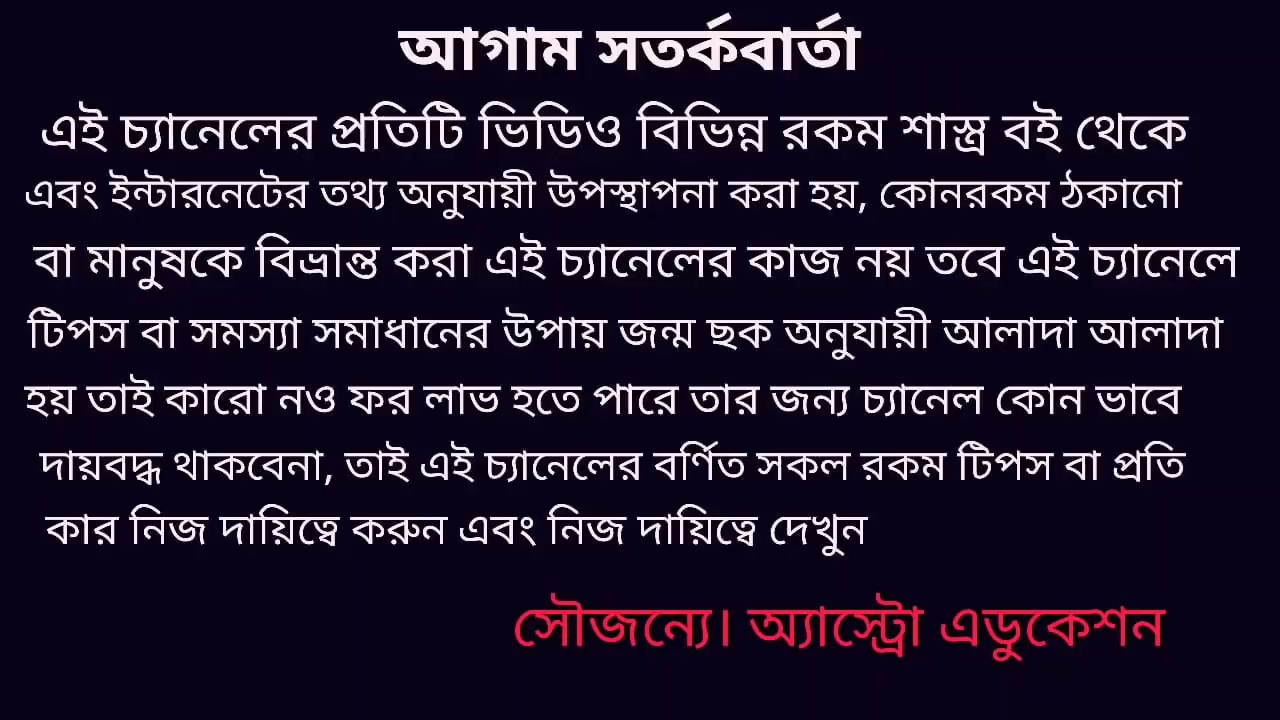 আগাম সতর্কবার্তা
এই চ্যানেলের প্রতিটি ভিডিও বিভিন্ন রকম শাস্ত্র বই থেকে
এবং ইন্টারনেটের তথ্য অনুযায়ী উপস্থাপনা করা হয়, কোনরকম ঠকানো
বা মানুষকে বিভ্রান্ত করা এই চ্যানেলের কাজ নয় তবে এই চ্যানেলে
টিপস বা সমস্যা সমাধানের উপায় জন্ম ছক অনুযায়ী আলাদা আলাদা
হয় তাই কারো নও ফর লাভ হতে পারে তার জন্য চ্যানেল কোন ভাবে
দায়বদ্ধ থাকবেনা, তাই এই চ্যানেলের বর্ণিত সকল রকম টিপস বা প্রতি
কার নিজ দায়িত্বে করুন এবং নিজ দায়িত্বে দেখুন
সৌজন্যে। অ্যাস্ট্রো এডুকেশন